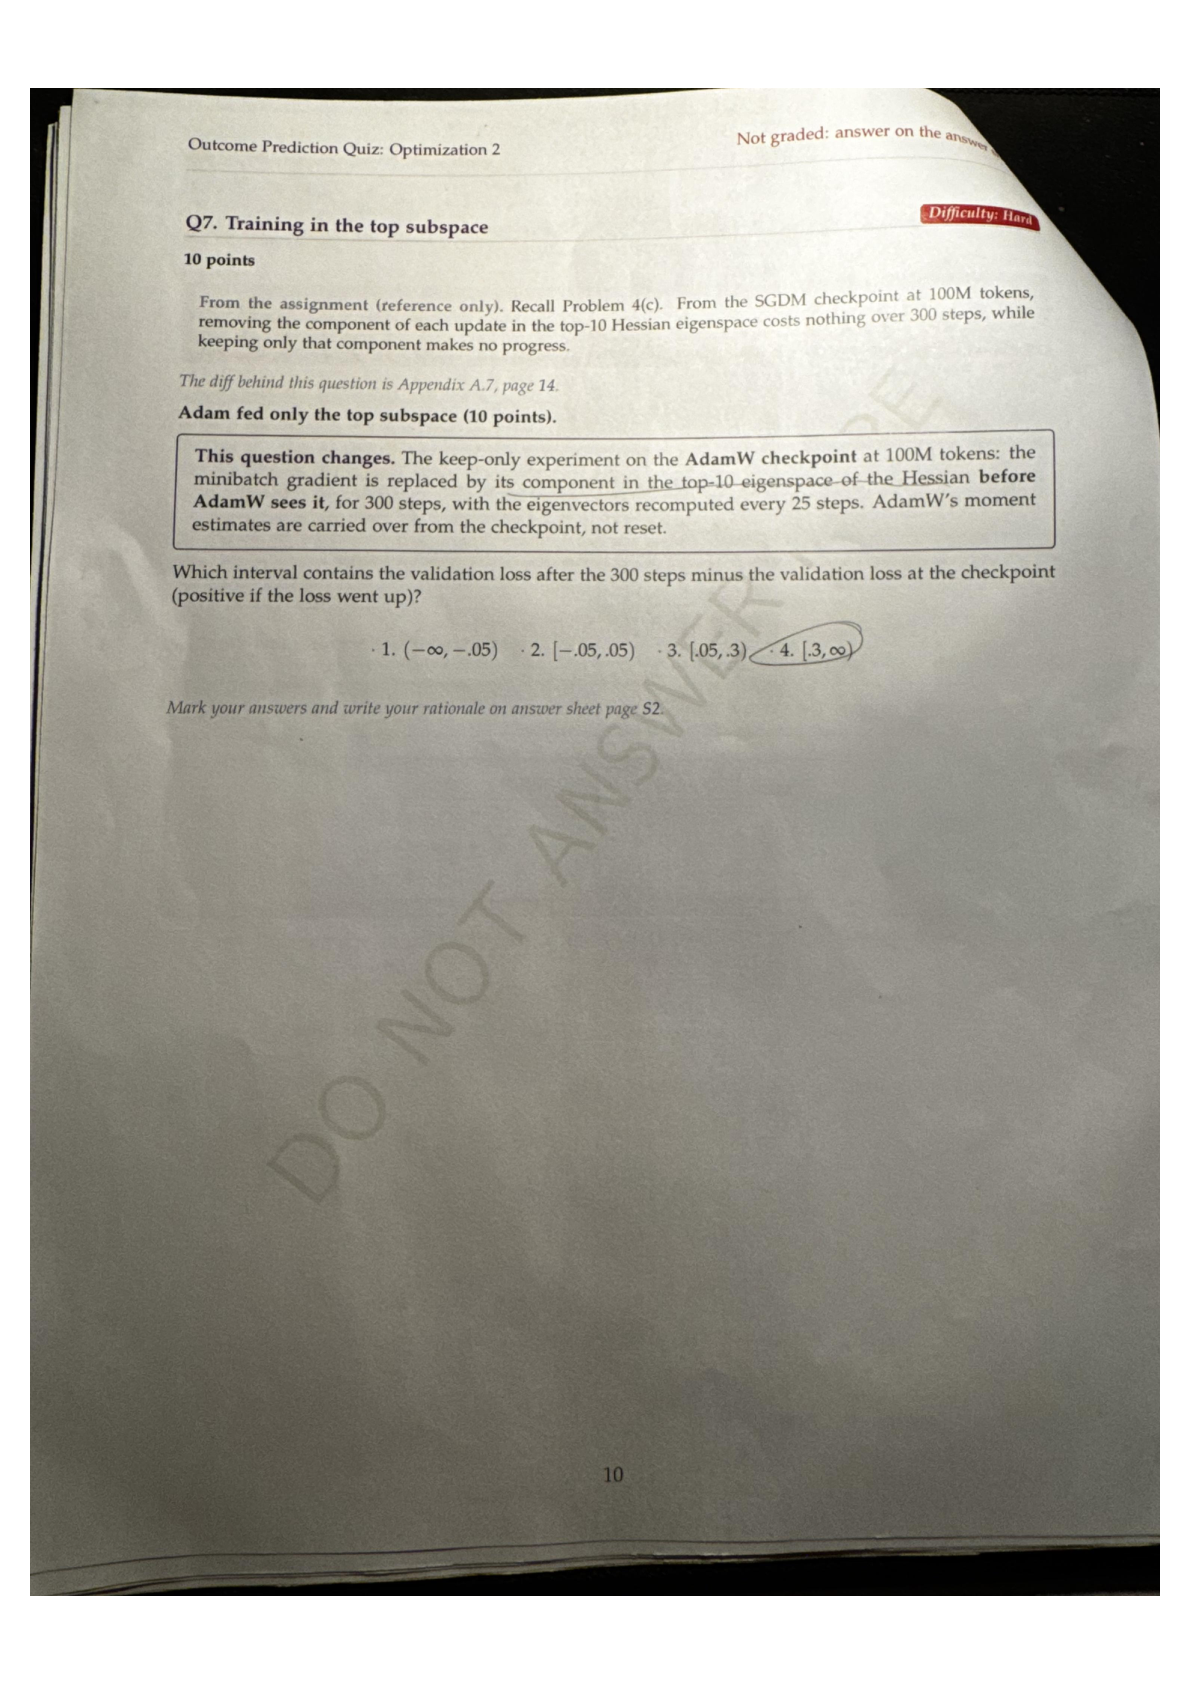 Outcome Prediction Quiz: Optimization 2
Not graded: answer on the answer
Q7. Training in the top subspace
Difficulty: Hard
10 points
From the assignment (reference only). Recall Problem 4(c). From the SGDM checkpoint at 100M tokens,
removing the component of each update in the top-10 Hessian eigenspace costs nothing over 300 steps, while
keeping only that component makes no progress.
The diff behind this question is Appendix A.7, page 14.
Adam fed only the top subspace (10 points).
This question changes. The keep-only experiment on the AdamW checkpoint at 100M tokens: the
minibatch gradient is replaced by its component in the top-10 eigenspace of the Hessian before
AdamW sees it, for 300 steps, with the eigenvectors recomputed every 25 steps. AdamW's moment
estimates are carried over from the checkpoint, not reset.
Which interval contains the validation loss after the 300 steps minus the validation loss at the checkpoint
(positive if the loss went up)?
· 1. (−∞, −.05) · 2. [−.05, .05) · 3. [.05, .3) · 4. [.3, ∞)
Mark your answers and write your rationale on answer sheet page S2.
DO NOT ANSWER
10